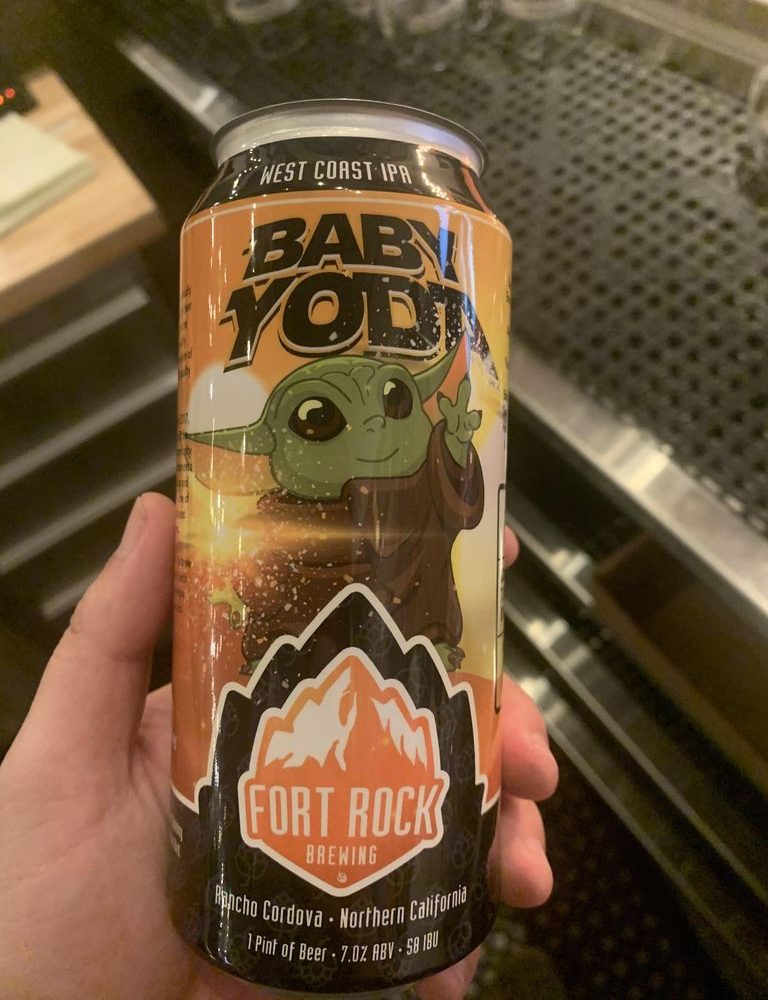 WEST COAST IPA
BABY
YODA
FORT ROCK
BREWING
Rancho Cordova · Northern California
1 Pint of Beer · 7.0% ABV · 58 IBU